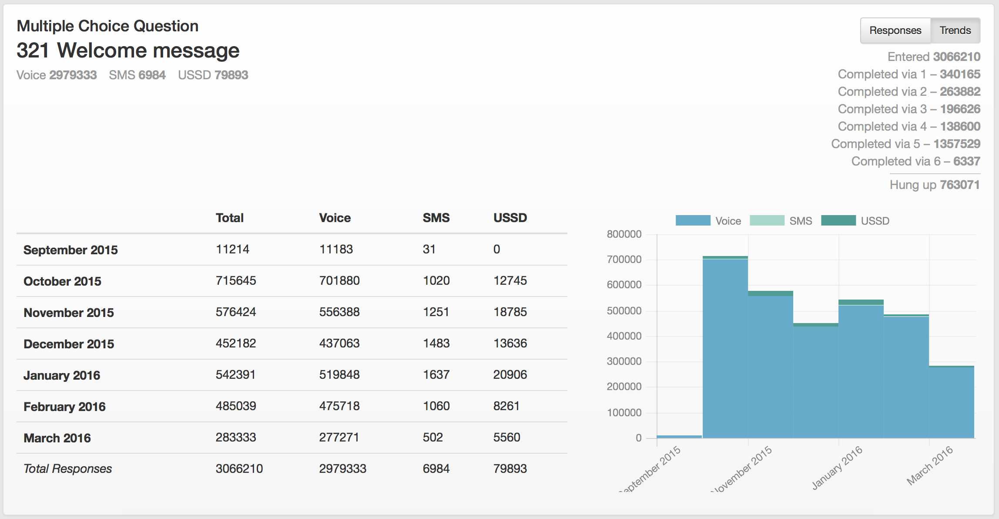 Multiple Choice Question
321 Welcome message
Voice 2979333 SMS 6984 USSD 79893
Responses Trends
Entered 3066210
Completed via 1 – 340165
Completed via 2 – 263882
Completed via 3 – 196626
Completed via 4 – 138600
Completed via 5 – 1357529
Completed via 6 – 6337
Hung up 763071
Total Voice SMS USSD
September 2015 11214 11183 31 0
October 2015 715645 701880 1020 12745
November 2015 576424 556388 1251 18785
December 2015 452182 437063 1483 13636
January 2016 542391 519848 1637 20906
February 2016 485039 475718 1060 8261
March 2016 283333 277271 502 5560
Total Responses 3066210 2979333 6984 79893
Voice SMS USSD
800000
700000
600000
500000
400000
300000
200000
100000
0
eptember 2015
November 2015
January 2016
March 2016